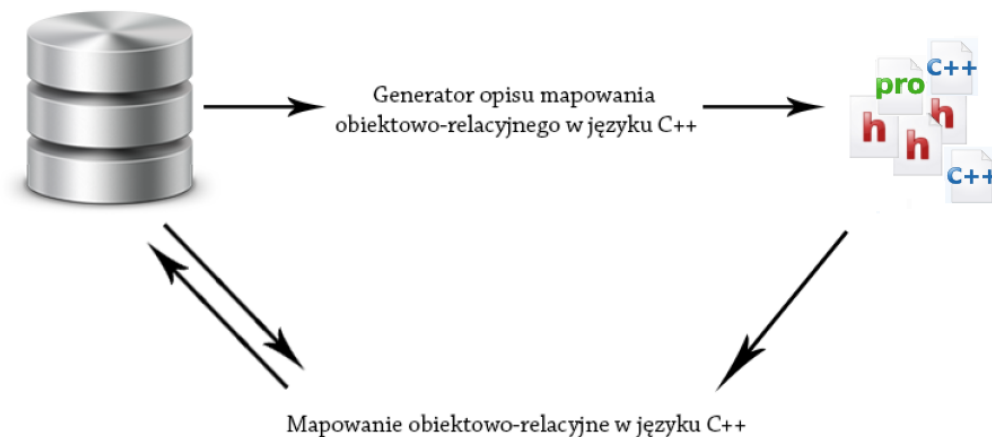 Generator opisu mapowania
obiektowo-relacyjnego w języku C++
C++
pro
h
h
h
C++
Mapowanie obiektowo-relacyjne w języku C++